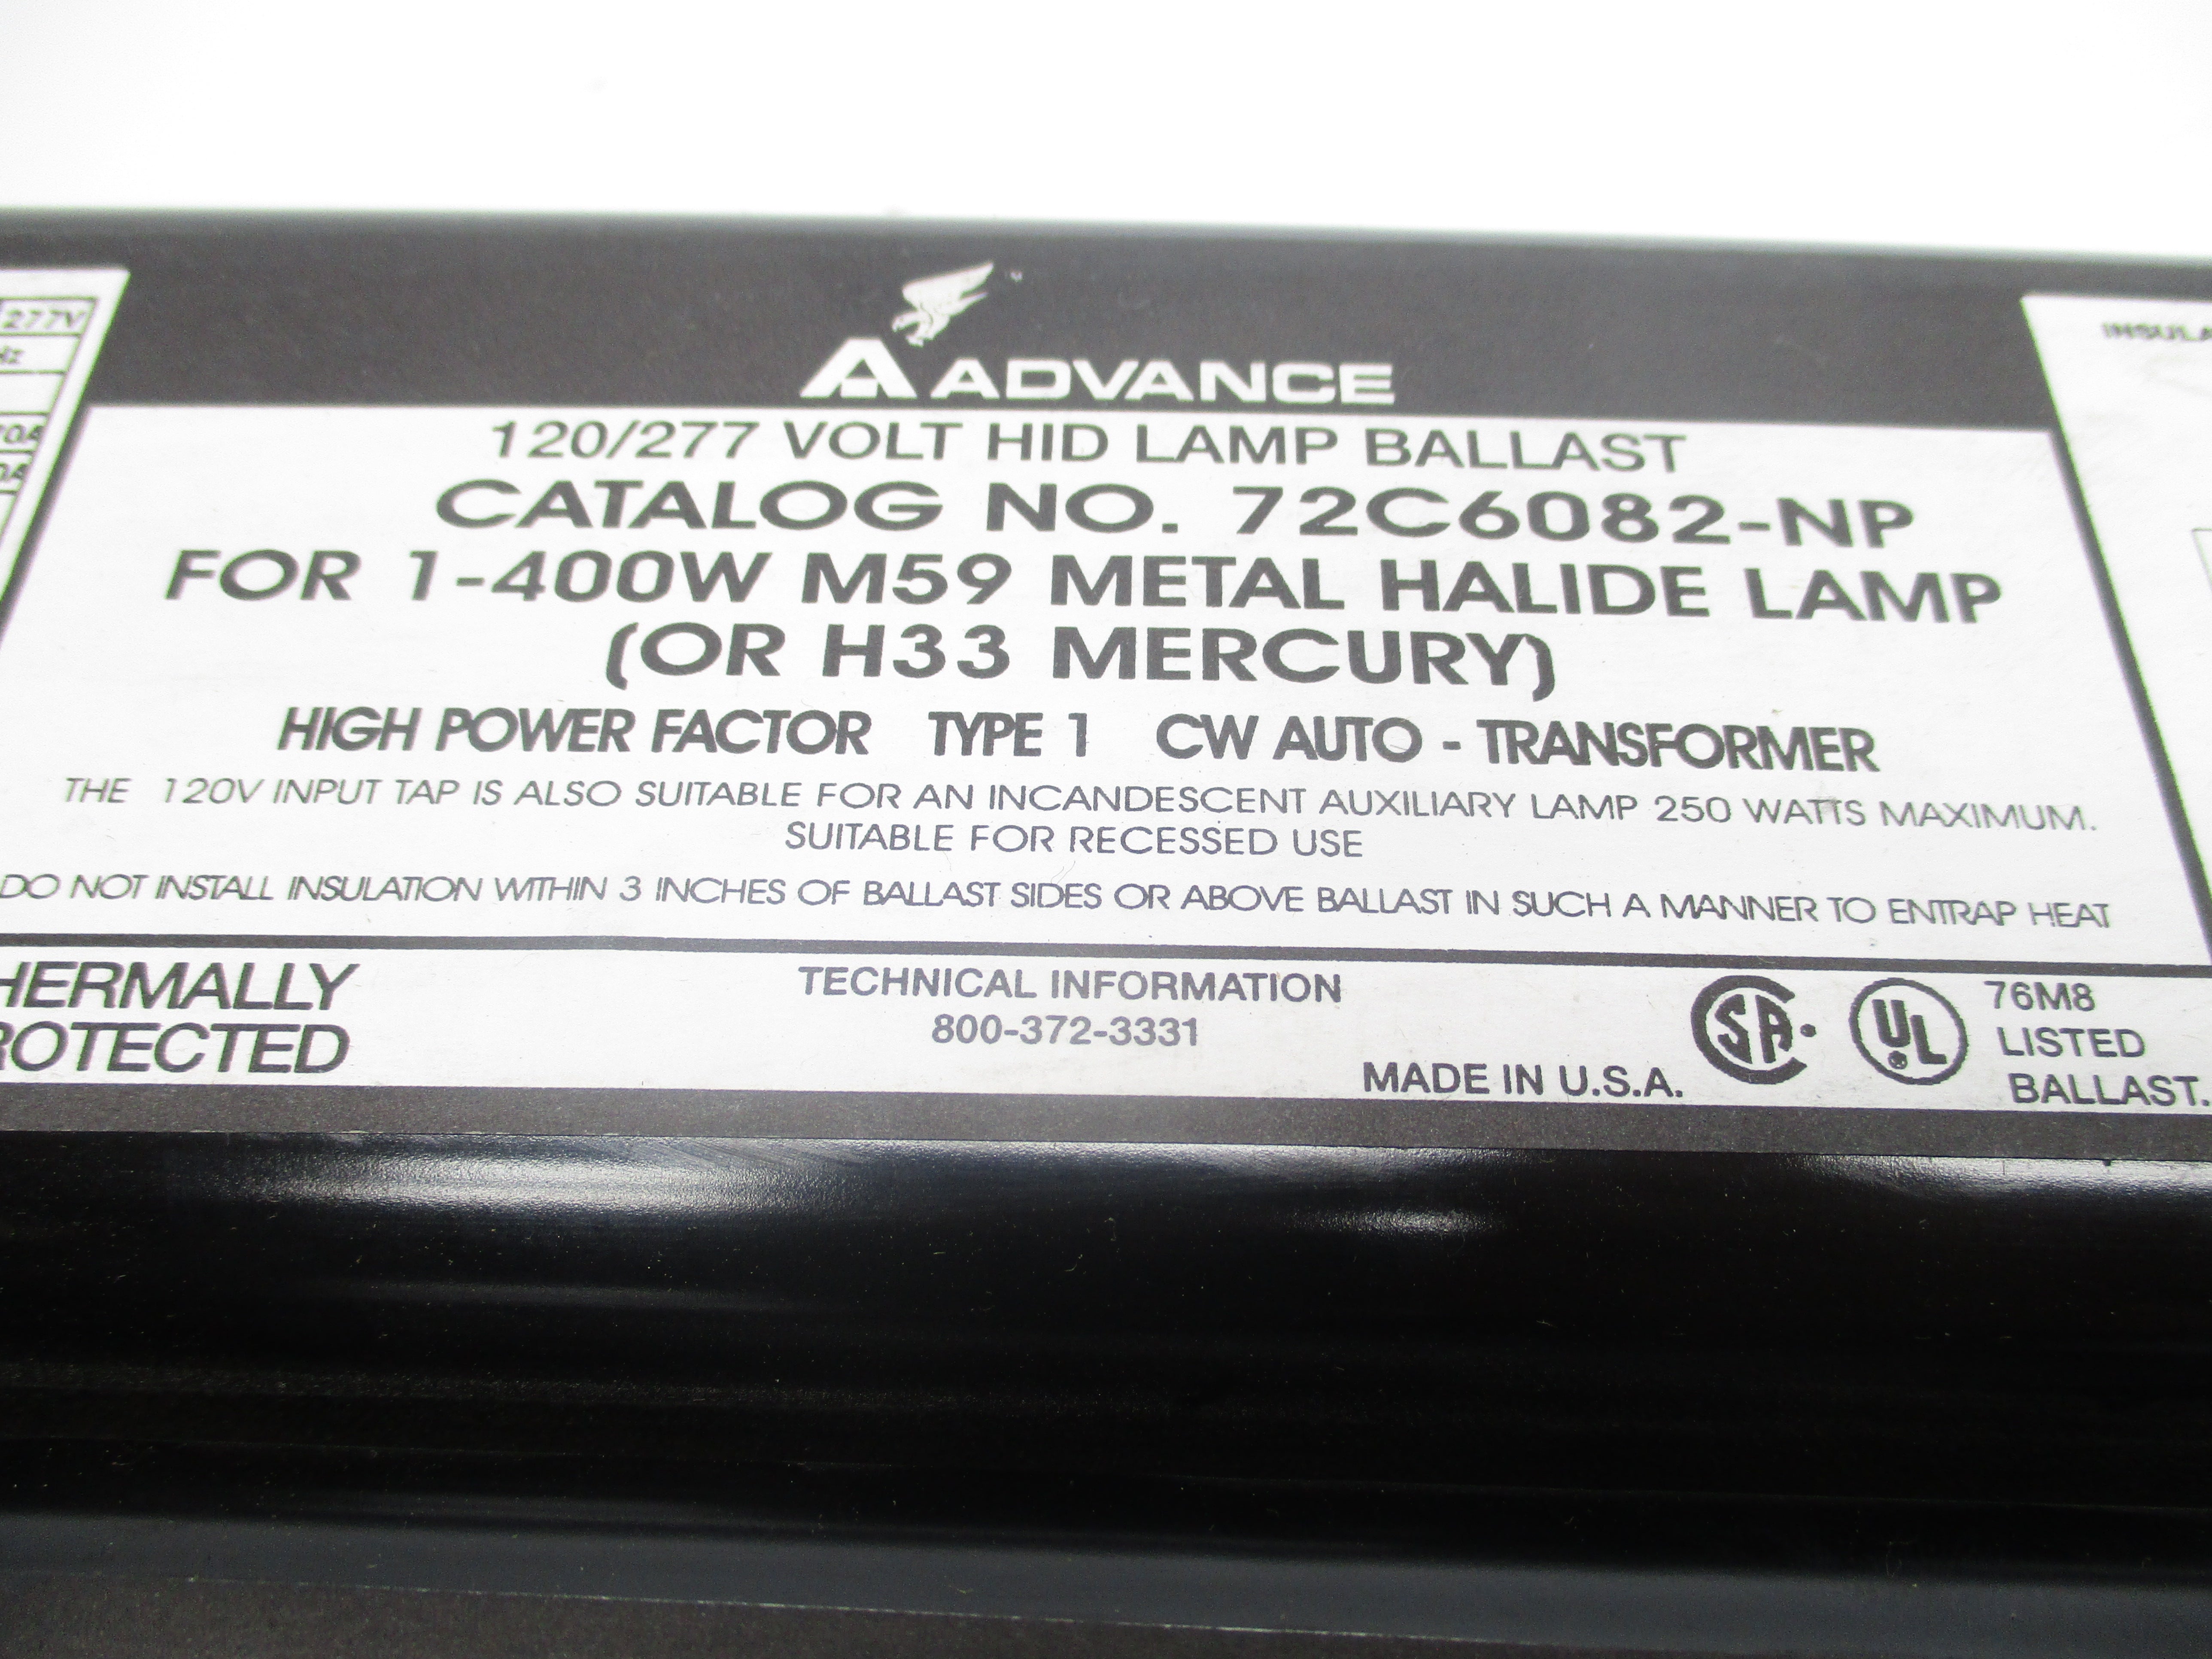 277V
ADVANCE
120/277 VOLT HID LAMP BALLAST
CATALOG NO. 72C6082-NP
FOR 1-400W M59 METAL HALIDE LAMP
(OR H33 MERCURY)
HIGH POWER FACTOR TYPE 1 CW AUTO - TRANSFORMER
THE 120V INPUT TAP IS ALSO SUITABLE FOR AN INCANDESCENT AUXILIARY LAMP 250 WATTS MAXIMUM.
SUITABLE FOR RECESSED USE
DO NOT INSTALL INSULATION WITHIN 3 INCHES OF BALLAST SIDES OR ABOVE BALLAST IN SUCH A MANNER TO ENTRAP HEAT
HERMALLY
ROTECTED
TECHNICAL INFORMATION
800-372-3331
MADE IN U.S.A.
SA
UL
76M8
LISTED
BALLAST.